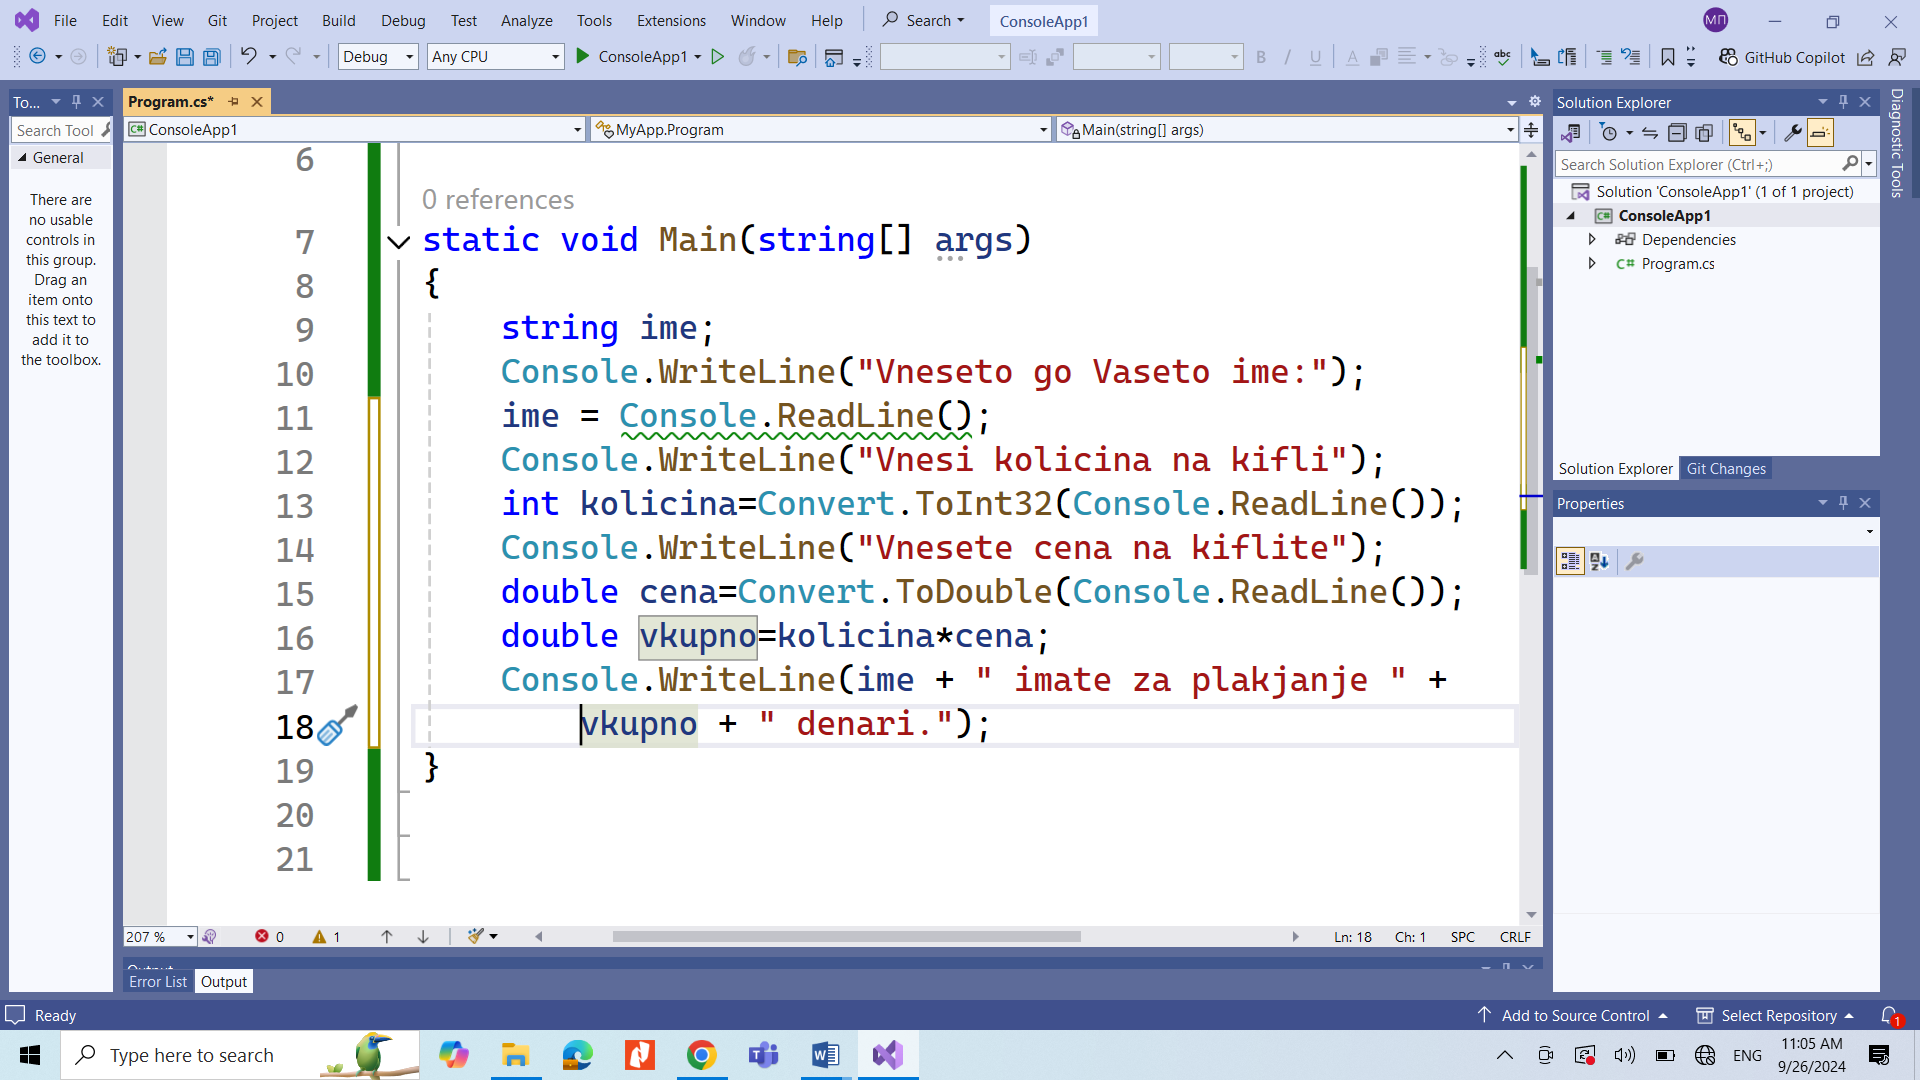 File Edit View Git Project Build Debug Test Analyze Tools Extensions Window Help Search ConsoleApp1 МП
Debug Any CPU ConsoleApp1 GitHub Copilot
To... Program.cs* Solution Explorer
Search Tool ConsoleApp1 MyApp.Program Main(string[] args)
General
There are
no usable
controls in
this group.
Drag an
item onto
this text to
add it to
the toolbox.
6
0 references
7 static void Main(string[] args)
8 {
9 string ime;
10 Console.WriteLine("Vneseto go Vaseto ime:");
11 ime = Console.ReadLine();
12 Console.WriteLine("Vnesi kolicina na kifli");
13 int kolicina=Convert.ToInt32(Console.ReadLine());
14 Console.WriteLine("Vnesete cena na kiflite");
15 double cena=Convert.ToDouble(Console.ReadLine());
16 double vkupno=kolicina*cena;
17 Console.WriteLine(ime + " imate za plakjanje " +
18 vkupno + " denari.");
19 }
20
21
207 % 0 1 Ln: 18 Ch: 1 SPC CRLF
Output
Error List Output
Search Solution Explorer (Ctrl+;)
Solution 'ConsoleApp1' (1 of 1 project)
ConsoleApp1
Dependencies
C# Program.cs
Solution Explorer Git Changes
Properties
Diagnostic Tools
Ready Add to Source Control Select Repository 1
Type here to search ENG 11:05 AM
9/26/2024